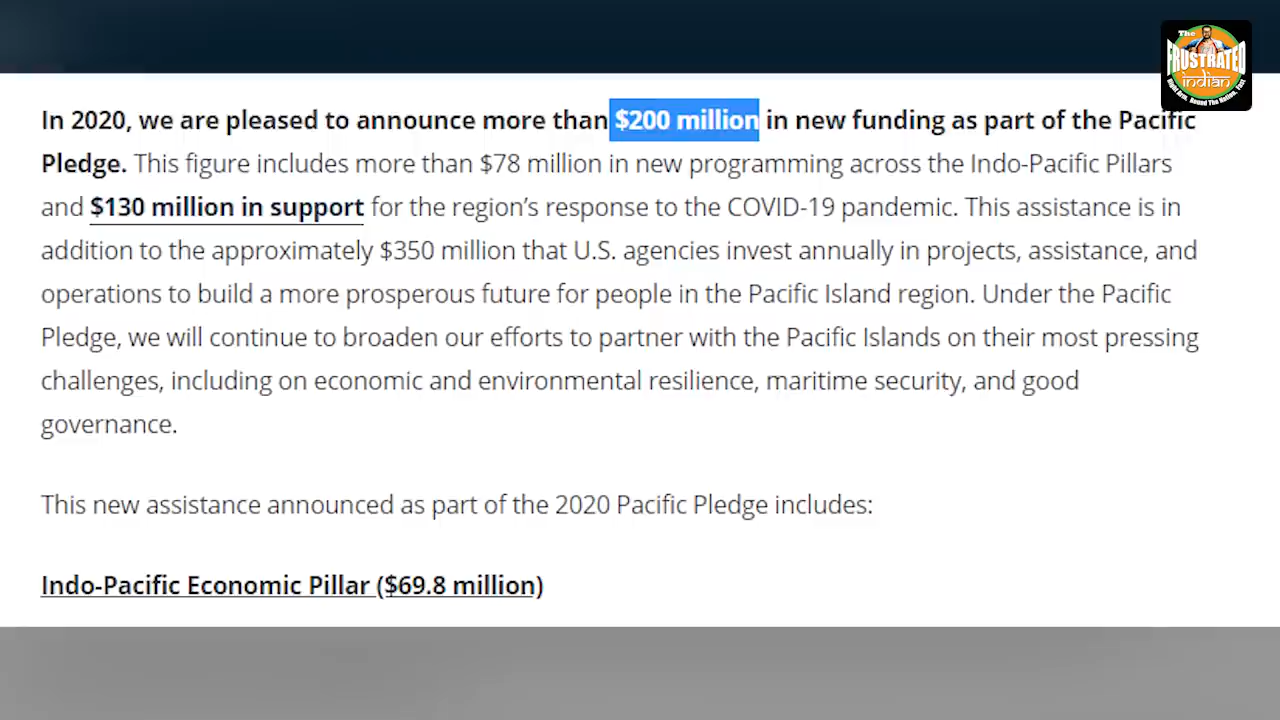 The
FRUSTRATED
indian
In 2020, we are pleased to announce more than $200 million in new funding as part of the Pacific
Pledge. This figure includes more than $78 million in new programming across the Indo-Pacific Pillars
and $130 million in support for the region’s response to the COVID-19 pandemic. This assistance is in
addition to the approximately $350 million that U.S. agencies invest annually in projects, assistance, and
operations to build a more prosperous future for people in the Pacific Island region. Under the Pacific
Pledge, we will continue to broaden our efforts to partner with the Pacific Islands on their most pressing
challenges, including on economic and environmental resilience, maritime security, and good
governance.
This new assistance announced as part of the 2020 Pacific Pledge includes:
Indo-Pacific Economic Pillar ($69.8 million)